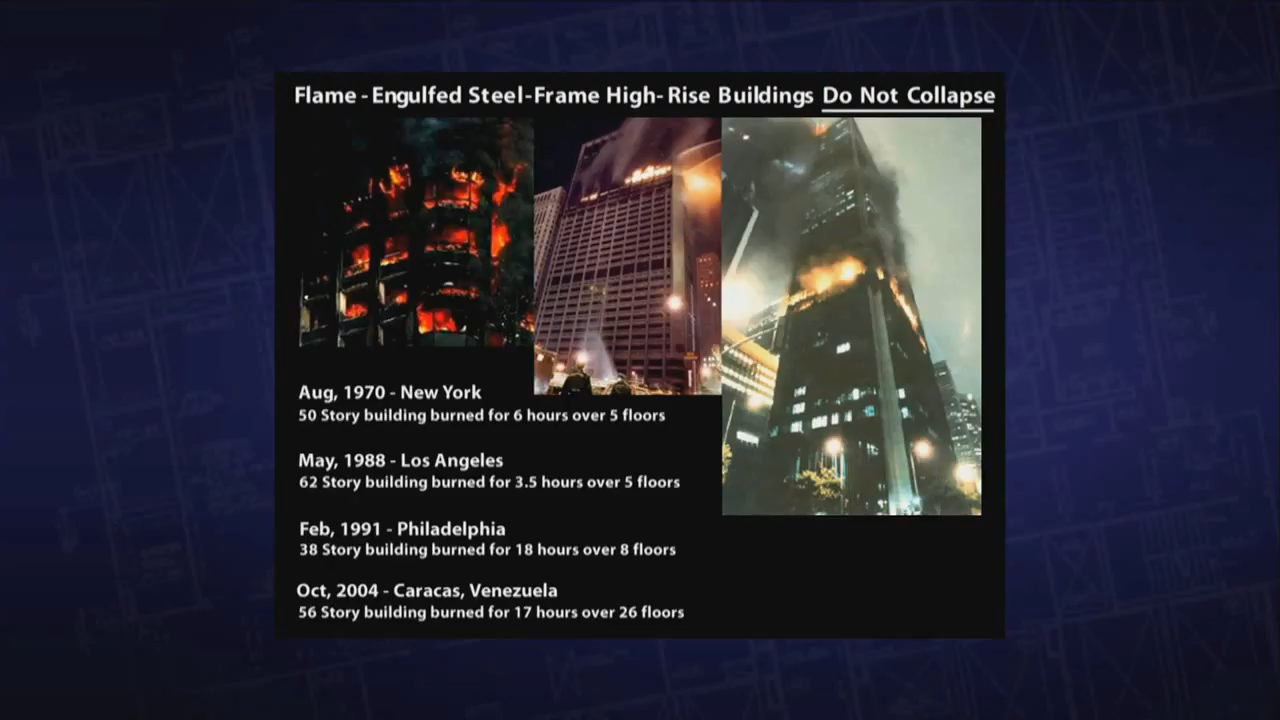 Flame - Engulfed Steel-Frame High- Rise Buildings Do Not Collapse
Aug, 1970 - New York
50 Story building burned for 6 hours over 5 floors
May, 1988 - Los Angeles
62 Story building burned for 3.5 hours over 5 floors
Feb, 1991 - Philadelphia
38 Story building burned for 18 hours over 8 floors
Oct, 2004 - Caracas, Venezuela
56 Story building burned for 17 hours over 26 floors